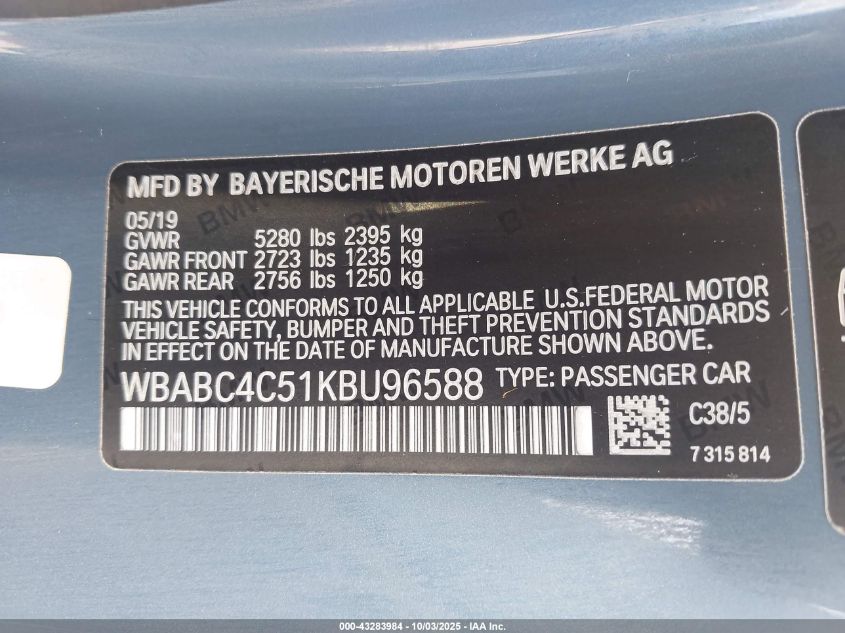 MFD BY BAYERISCHE MOTOREN WERKE AG
05/19
GVWR 5280 lbs 2395 kg
GAWR FRONT 2723 lbs 1235 kg
GAWR REAR 2756 lbs 1250 kg
THIS VEHICLE CONFORMS TO ALL APPLICABLE U.S.FEDERAL MOTOR
VEHICLE SAFETY, BUMPER AND THEFT PREVENTION STANDARDS
IN EFFECT ON THE DATE OF MANUFACTURE SHOWN ABOVE.
WBABC4C51KBU96588 TYPE: PASSENGER CAR
C38/5
7 315 814
000-43283984 | 10/03/2025 - IAA Inc.